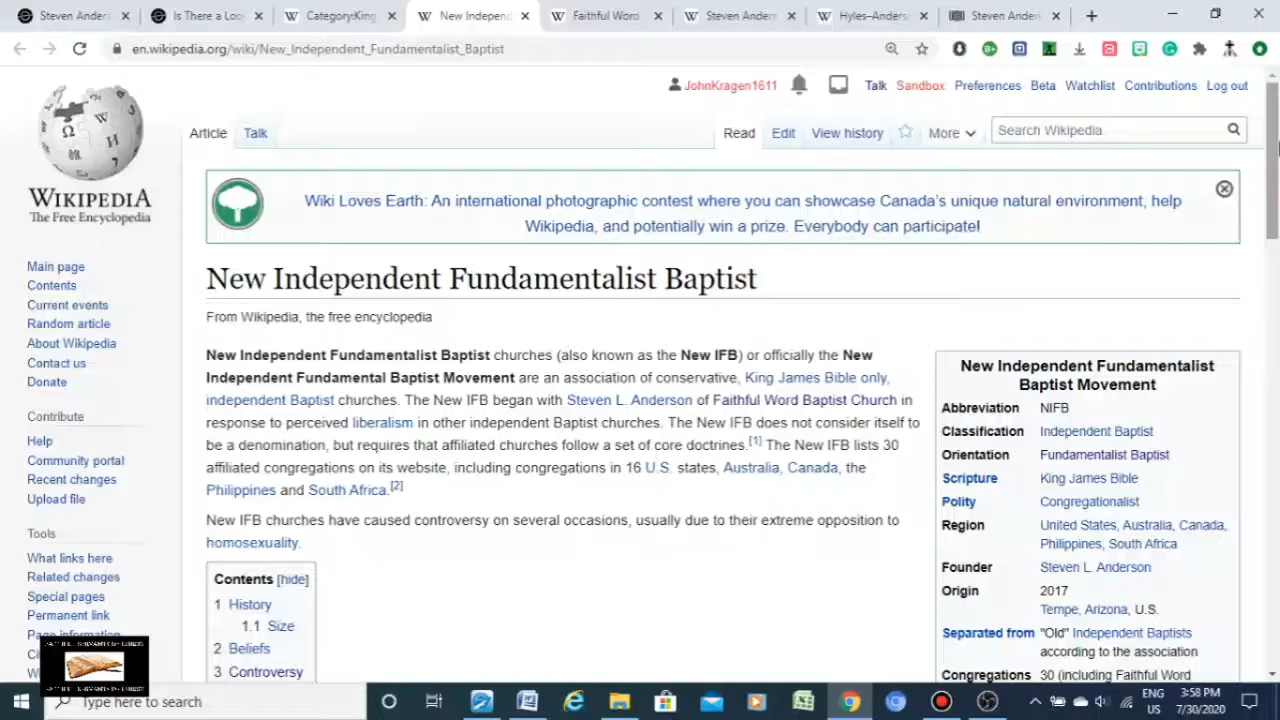 Steven Ander
Is There a Loo
Category:King
New Independ
Faithful Word
Steven Ander
Hyles–Anders
Steven Ander
en.wikipedia.org/wiki/New_Independent_Fundamentalist_Baptist
JohnKragen1611 Talk Sandbox Preferences Beta Watchlist Contributions Log out
Article Talk Read Edit View history More Search Wikipedia
WIKIPEDIA
The Free Encyclopedia
Wiki Loves Earth: An international photographic contest where you can showcase Canada's unique natural environment, help
Wikipedia, and potentially win a prize. Everybody can participate!
Main page
Contents
Current events
Random article
About Wikipedia
Contact us
Donate
Contribute
Help
Community portal
Recent changes
Upload file
Tools
What links here
Related changes
Special pages
Permanent link
Page information
New Independent Fundamentalist Baptist
From Wikipedia, the free encyclopedia
New Independent Fundamentalist Baptist churches (also known as the New IFB) or officially the New
Independent Fundamental Baptist Movement are an association of conservative, King James Bible only,
independent Baptist churches. The New IFB began with Steven L. Anderson of Faithful Word Baptist Church in
response to perceived liberalism in other independent Baptist churches. The New IFB does not consider itself to
be a denomination, but requires that affiliated churches follow a set of core doctrines.[1] The New IFB lists 30
affiliated congregations on its website, including congregations in 16 U.S. states, Australia, Canada, the
Philippines and South Africa.[2]
New IFB churches have caused controversy on several occasions, usually due to their extreme opposition to
homosexuality.
Contents [hide]
1 History
1.1 Size
2 Beliefs
3 Controversy
New Independent Fundamentalist
Baptist Movement
Abbreviation NIFB
Classification Independent Baptist
Orientation Fundamentalist Baptist
Scripture King James Bible
Polity Congregationalist
Region United States, Australia, Canada,
Philippines, South Africa
Founder Steven L. Anderson
Origin 2017
Tempe, Arizona, U.S.
Separated from "Old" Independent Baptists
according to the association
Congregations 30 (including Faithful Word
Type here to search
ENG
US
3:58 PM
7/30/2020